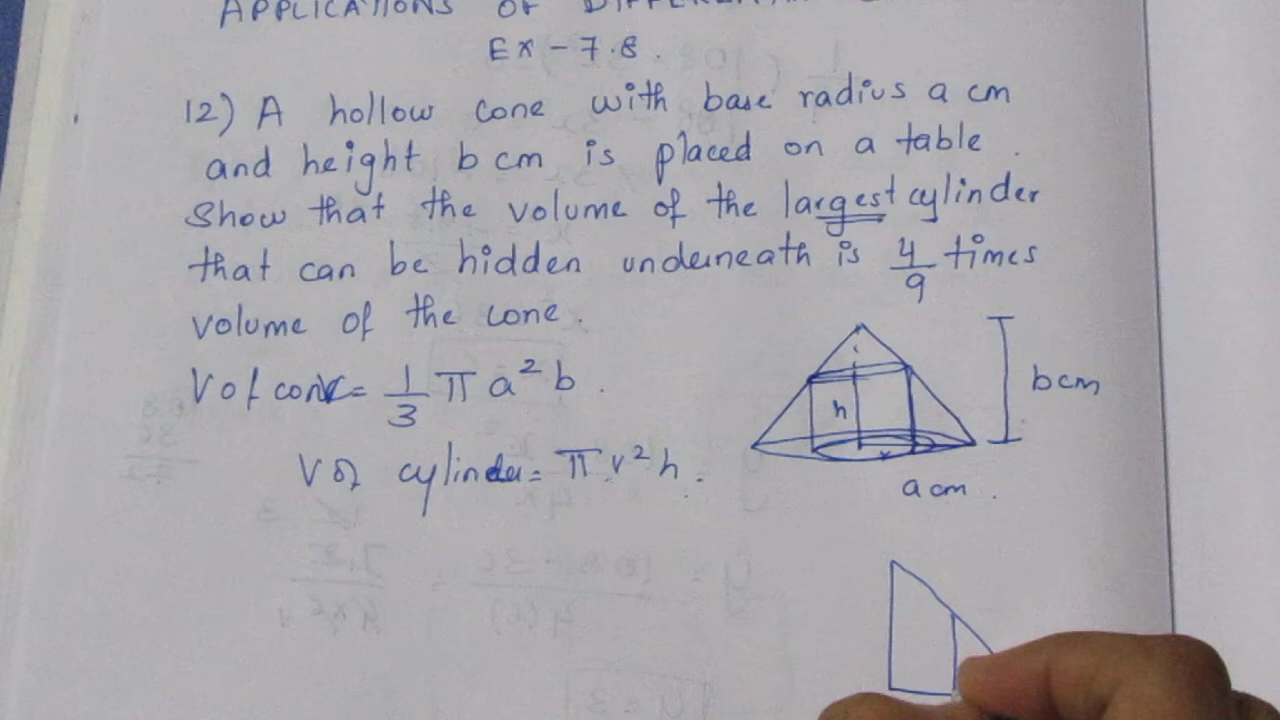 APPLICATIONS OF
Ex - 7.8.
12) A hollow cone with base radius a cm
and height b cm is placed on a table.
Show that the volume of the largest cylinder
that can be hidden underneath is 4/9 times
volume of the cone.
V of cone = 1/3 π a² b.
h
b cm
V of cylinder = π r² h.
r
a cm.